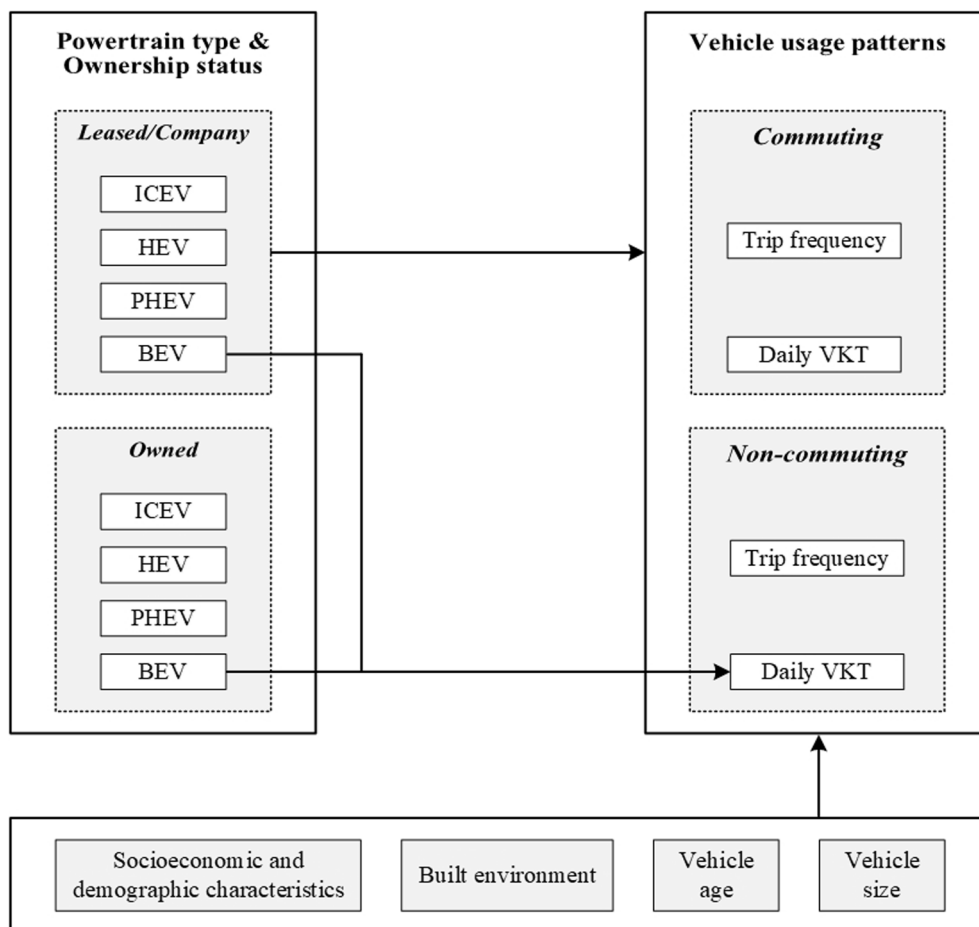 Powertrain type &
Ownership status
Leased/Company
ICEV
HEV
PHEV
BEV
Owned
ICEV
HEV
PHEV
BEV
Vehicle usage patterns
Commuting
Trip frequency
Daily VKT
Non-commuting
Trip frequency
Daily VKT
Socioeconomic and
demographic characteristics
Built environment
Vehicle
age
Vehicle
size